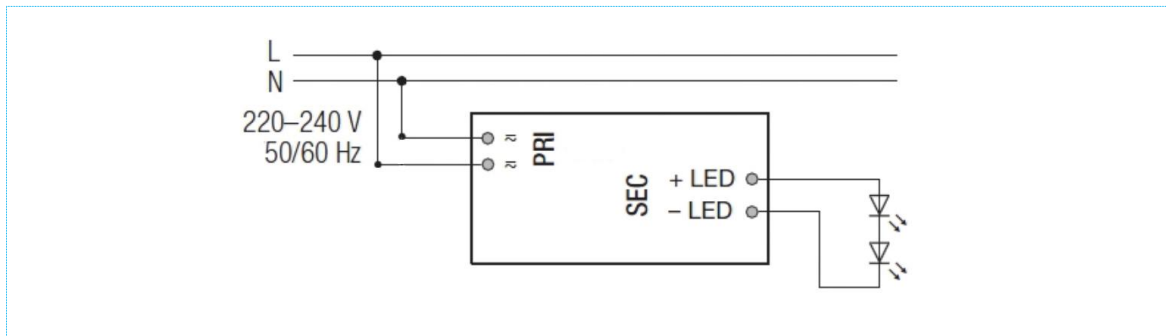 L
N
220–240 V
50/60 Hz
≂
≂
PRI
SEC
+ LED
– LED